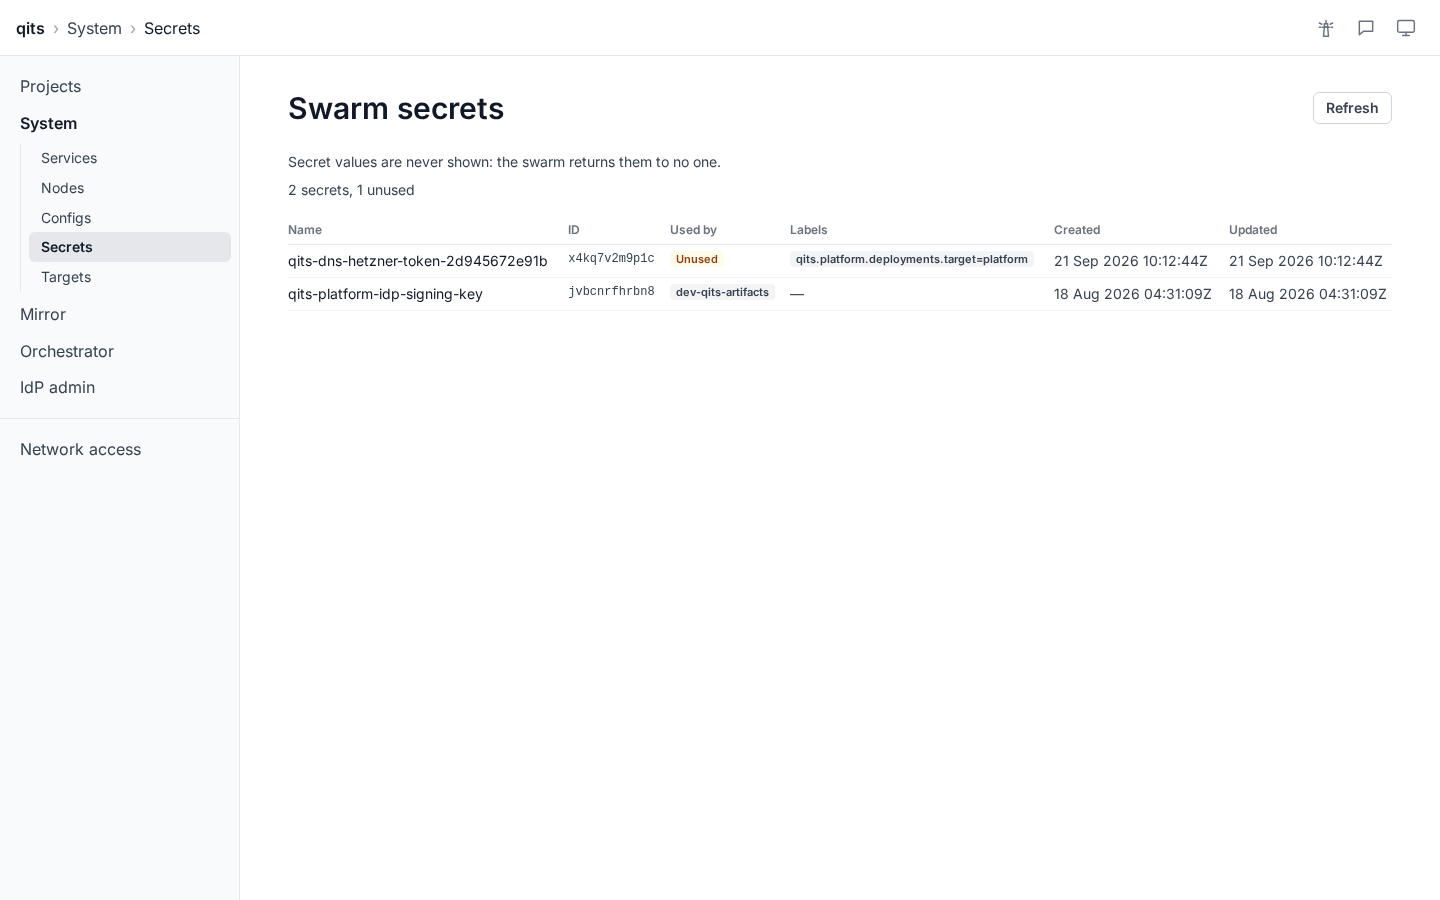 qits › System › Secrets
Projects
System
Services
Nodes
Configs
Secrets
Targets
Mirror
Orchestrator
IdP admin
Network access
Swarm secrets
Refresh
Secret values are never shown: the swarm returns them to no one.
2 secrets, 1 unused
Name ID Used by Labels Created Updated
qits-dns-hetzner-token-2d945672e91b x4kq7v2m9p1c Unused qits.platform.deployments.target=platform 21 Sep 2026 10:12:44Z 21 Sep 2026 10:12:44Z
qits-platform-idp-signing-key jvbcnrfhrbn8 dev-qits-artifacts — 18 Aug 2026 04:31:09Z 18 Aug 2026 04:31:09Z